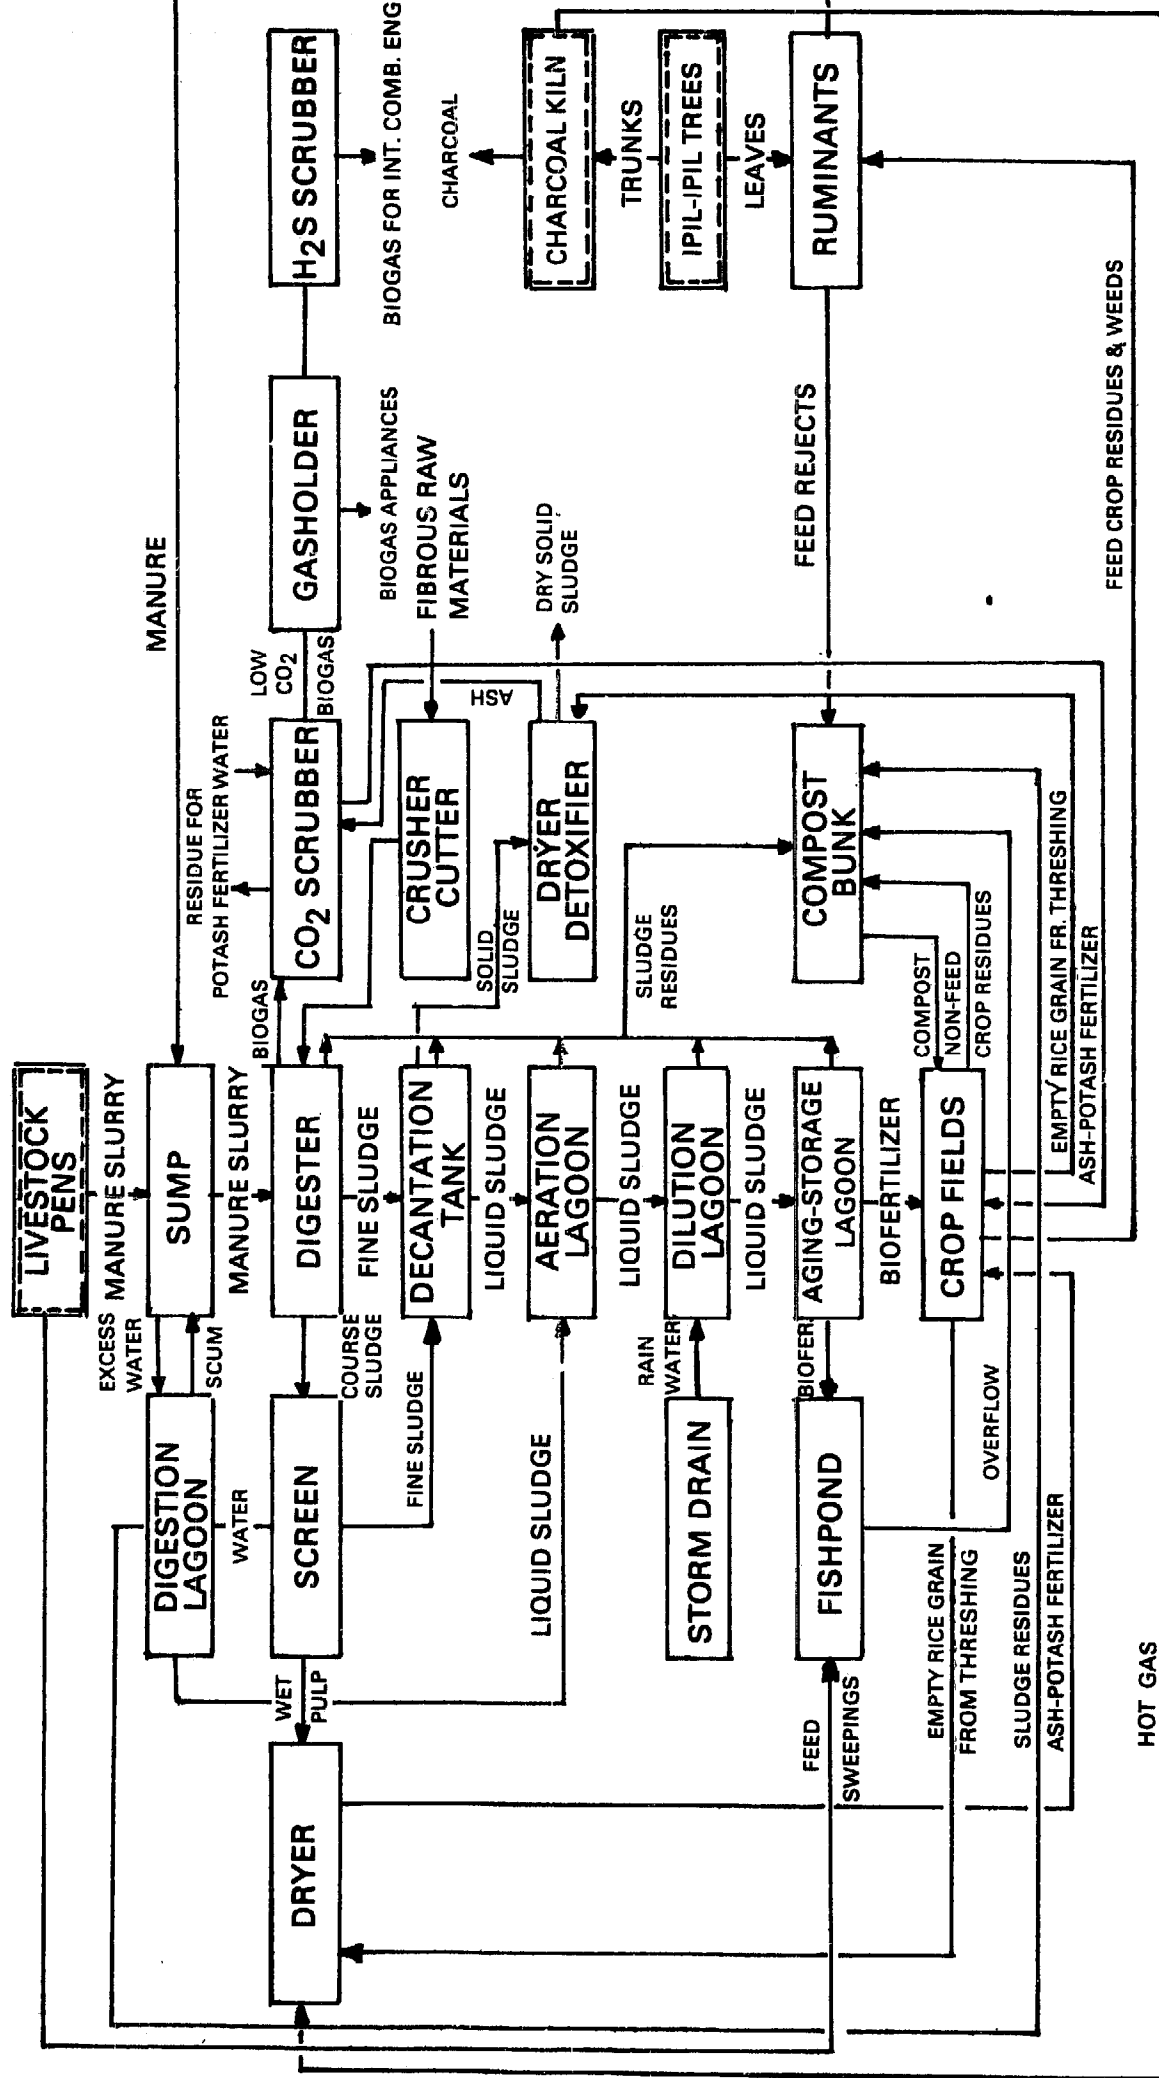 LIVESTOCK
PENS
EXCESS
WATER
MANURE SLURRY
MANURE
DIGESTION
LAGOON
SCUM
SUMP
RESIDUE FOR
POTASH FERTILIZER WATER
WATER
MANURE SLURRY
BIOGAS
LOW
CO2
BIOGAS
WET
PULP
DRYER
SCREEN
DIGESTER
CO2 SCRUBBER
GASHOLDER
H2S SCRUBBER
COURSE
SLUDGE
FINE SLUDGE
BIOGAS APPLIANCES
BIOGAS FOR INT. COMB. ENG
FINE SLUDGE
DECANTATION
TANK
CRUSHER
CUTTER
FIBROUS RAW
MATERIALS
CHARCOAL
LIQUID SLUDGE
SOLID
SLUDGE
ASH
LIQUID SLUDGE
AERATION
LAGOON
DRYER
DETOXIFIER
DRY SOLID
SLUDGE
CHARCOAL KILN
RAIN
WATER
LIQUID SLUDGE
SLUDGE
RESIDUES
TRUNKS
STORM DRAIN
DILUTION
LAGOON
IPIL-IPIL TREES
LIQUID SLUDGE
LEAVES
FEED
SWEEPINGS
BIOFER.
FISHPOND
AGING-STORAGE
LAGOON
COMPOST
BUNK
FEED REJECTS
RUMINANTS
BIOFERTILIZER
COMPOST
NON-FEED
CROP RESIDUES
EMPTY RICE GRAIN
FROM THRESHING
OVERFLOW
CROP FIELDS
SLUDGE RESIDUES
ASH-POTASH FERTILIZER
EMPTY RICE GRAIN FR. THRESHING
ASH-POTASH FERTILIZER
FEED CROP RESIDUES & WEEDS
HOT GAS